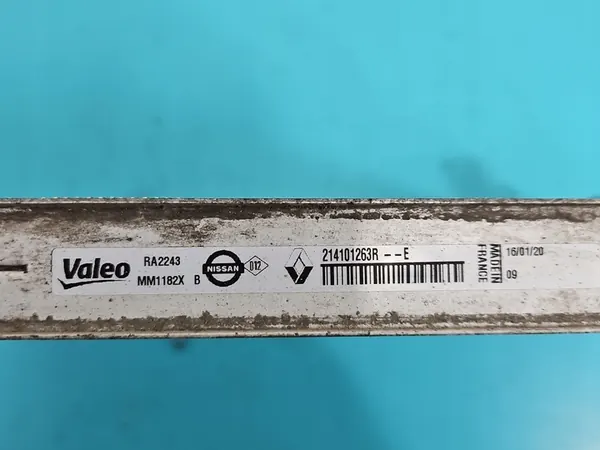 Valeo
RA2243
MM1182X B
NISSAN
012
214101263R --E
MADE IN
FRANCE
16/01/20
09